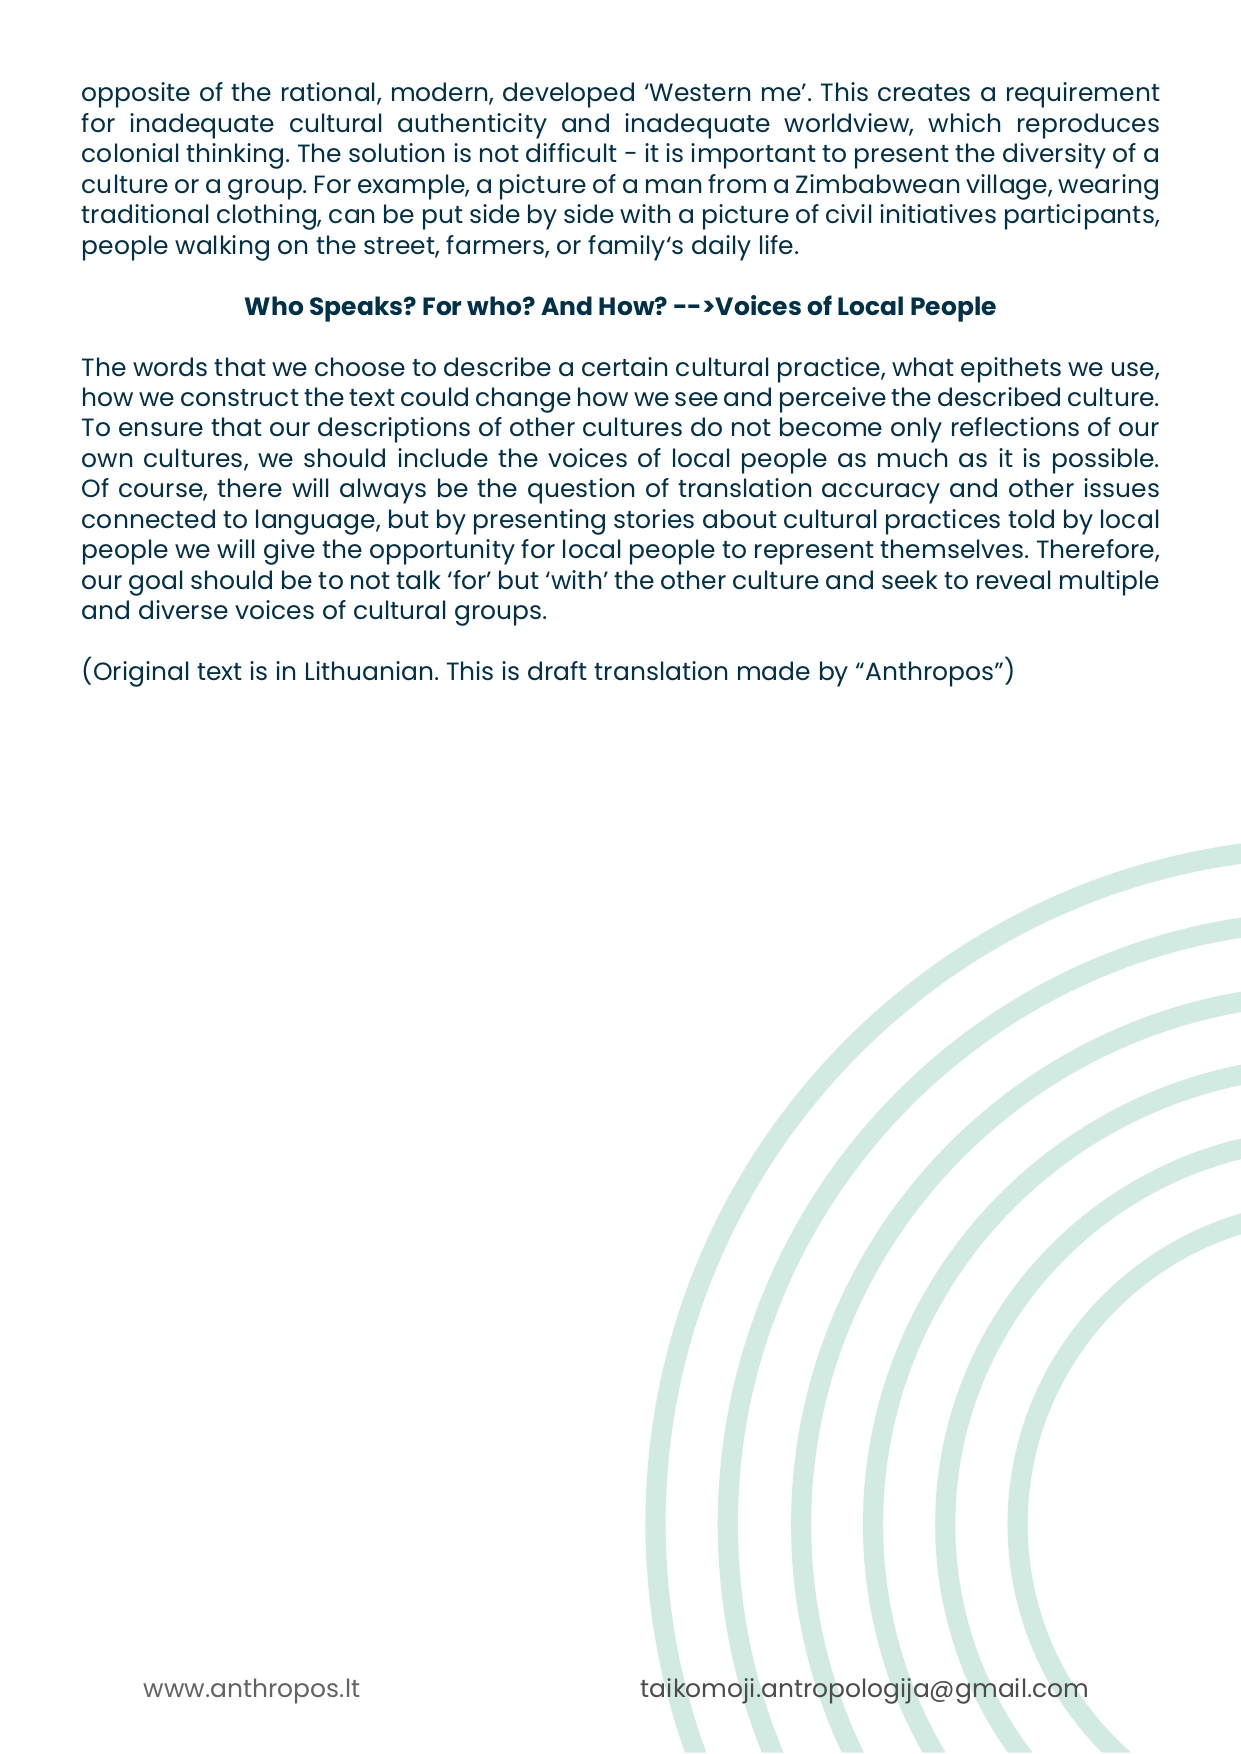 opposite of the rational, modern, developed ‘Western me’. This creates a requirement
for inadequate cultural authenticity and inadequate worldview, which reproduces
colonial thinking. The solution is not difficult - it is important to present the diversity of a
culture or a group. For example, a picture of a man from a Zimbabwean village, wearing
traditional clothing, can be put side by side with a picture of civil initiatives participants,
people walking on the street, farmers, or family‘s daily life.
Who Speaks? For who? And How? -->Voices of Local People
The words that we choose to describe a certain cultural practice, what epithets we use,
how we construct the text could change how we see and perceive the described culture.
To ensure that our descriptions of other cultures do not become only reflections of our
own cultures, we should include the voices of local people as much as it is possible.
Of course, there will always be the question of translation accuracy and other issues
connected to language, but by presenting stories about cultural practices told by local
people we will give the opportunity for local people to represent themselves. Therefore,
our goal should be to not talk ‘for’ but ‘with’ the other culture and seek to reveal multiple
and diverse voices of cultural groups.
(Original text is in Lithuanian. This is draft translation made by “Anthropos”)
www.anthropos.lt
taikomoji.antropologija@gmail.com